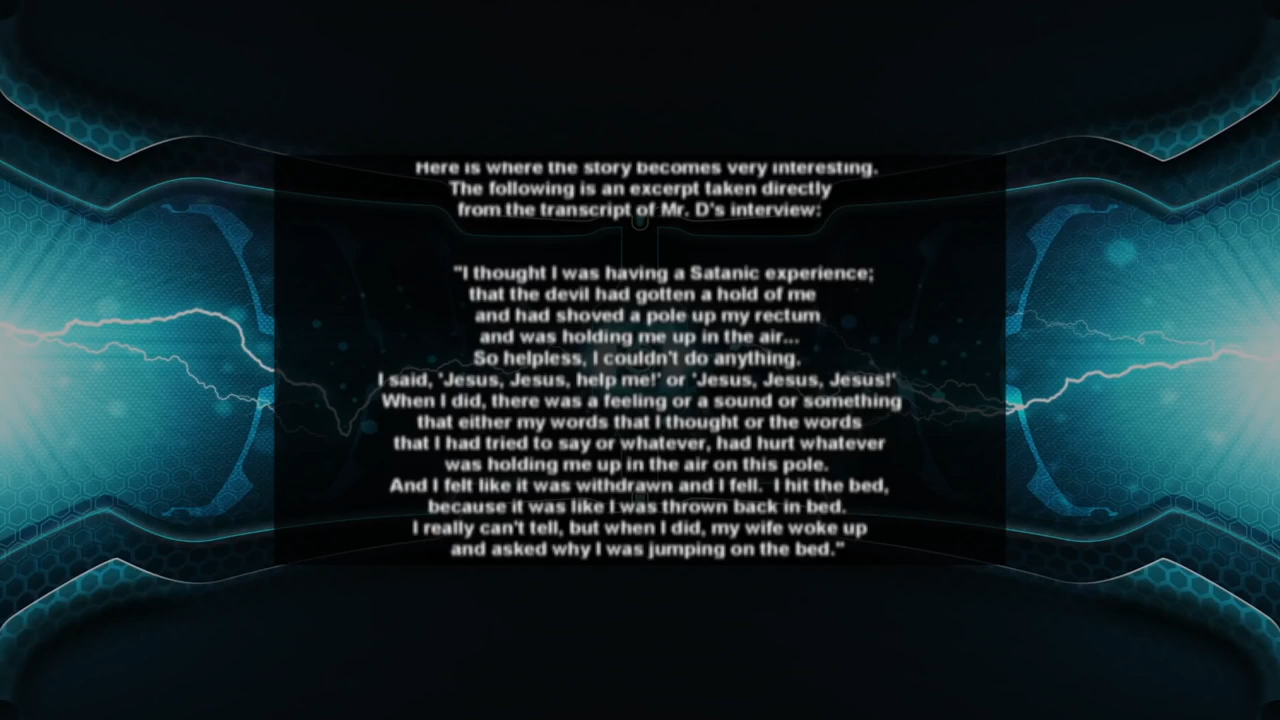 Here is where the story becomes very interesting.
The following is an excerpt taken directly
from the transcript of Mr. D's interview:
"I thought I was having a Satanic experience;
that the devil had gotten a hold of me
and had shoved a pole up my rectum
and was holding me up in the air...
So helpless, I couldn't do anything.
I said, 'Jesus, Jesus, help me!' or 'Jesus, Jesus, Jesus!'
When I did, there was a feeling or a sound or something
that either my words that I thought or the words
that I had tried to say or whatever, had hurt whatever
was holding me up in the air on this pole.
And I felt like it was withdrawn and I fell.  I hit the bed,
because it was like I was thrown back in bed.
I really can't tell, but when I did, my wife woke up
and asked why I was jumping on the bed."